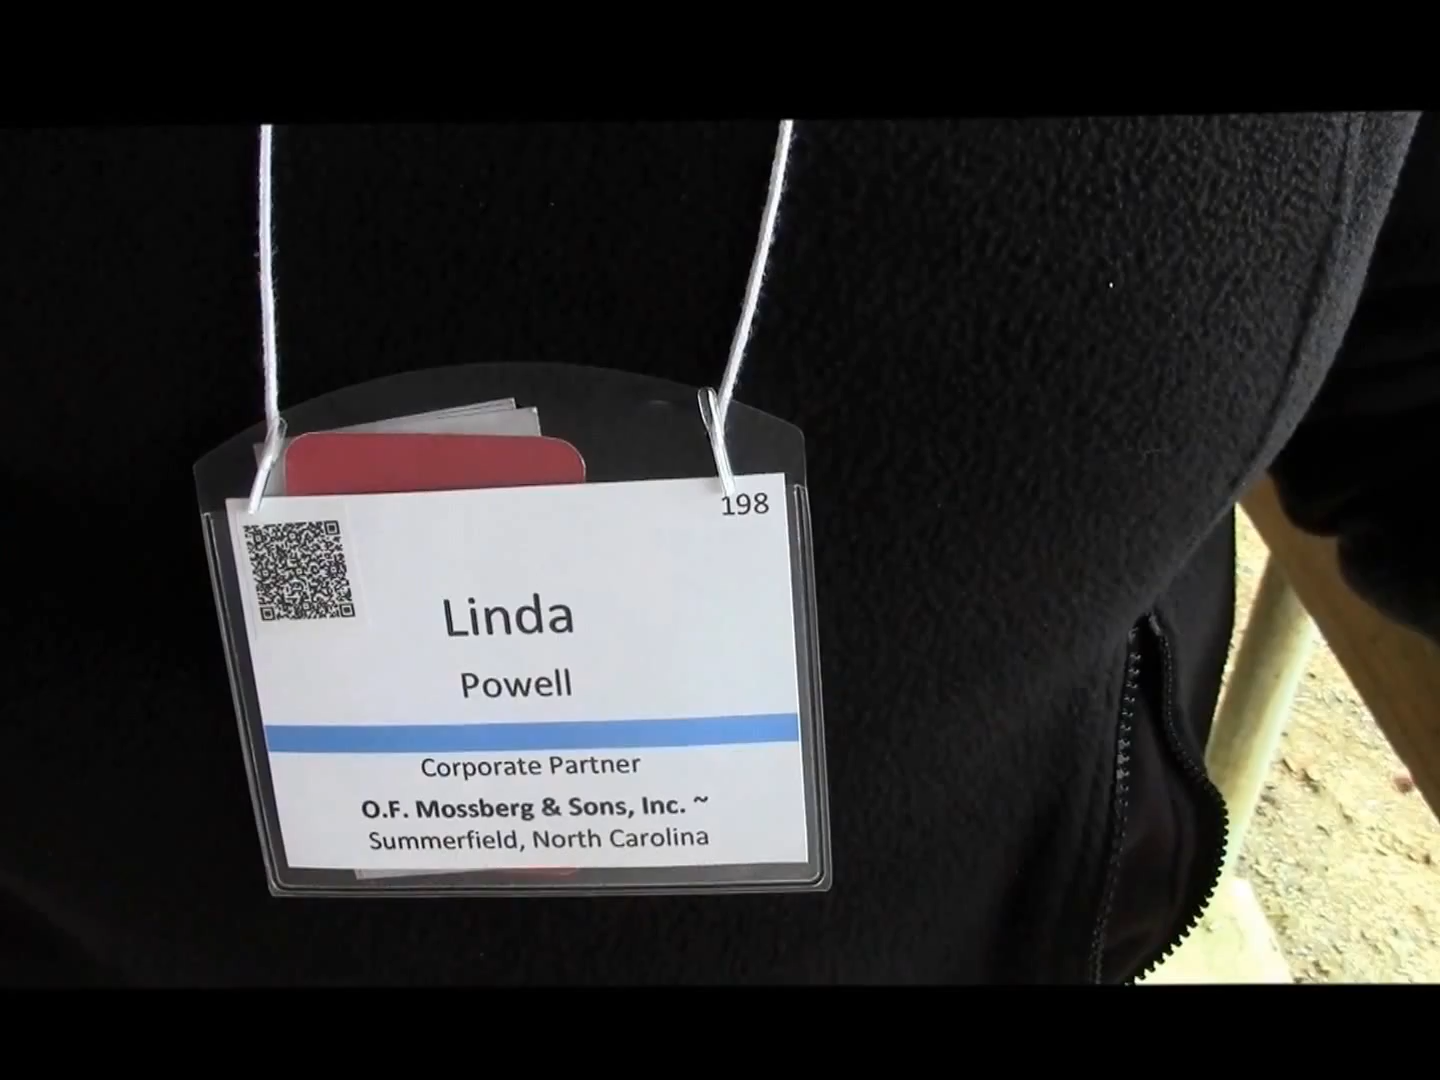 198
Linda
Powell
Corporate Partner
O.F. Mossberg & Sons, Inc. ~
Summerfield, North Carolina